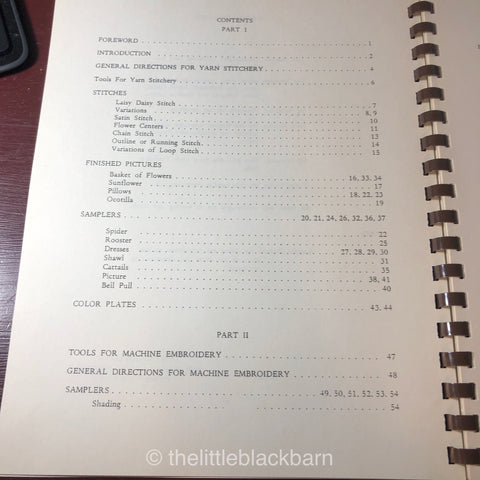 CONTENTS
PART I
FOREWORD 1
INTRODUCTION 2
GENERAL DIRECTIONS FOR YARN STITCHERY 4
Tools For Yarn Stitchery 6
STITCHES
Laisy Daisy Stitch 7
Variations 8, 9
Satin Stitch 10
Flower Centers 11
Chain Stitch 13
Outline or Running Stitch 14
Variations of Loop Stitch 15
FINISHED PICTURES
Basket of Flowers 16, 33, 34
Sunflower 17
Pillows 18, 22, 23
Ocotilla 19
SAMPLERS 20, 21, 24, 26, 32, 36, 37
Spider 22
Rooster 25
Dresses 27, 28, 29, 30
Shawl 31
Cattails 35
Picture 38, 41
Bell Pull 40
COLOR PLATES 43, 44
PART II
TOOLS FOR MACHINE EMBROIDERY 47
GENERAL DIRECTIONS FOR MACHINE EMBROIDERY 48
SAMPLERS 49, 50, 51, 52, 53, 54
Shading 54
© thelittleblackbarn